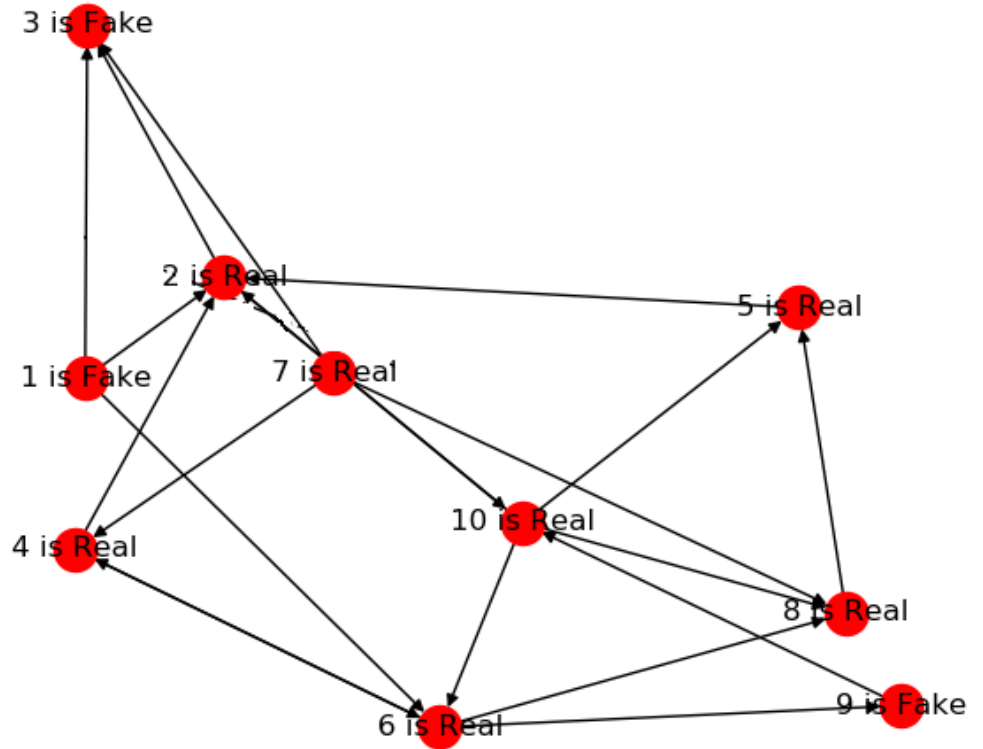 3 is Fake
2 is Real
5 is Real
1 is Fake
7 is Real
10 is Real
4 is Real
8 is Real
9 is Fake
6 is Real